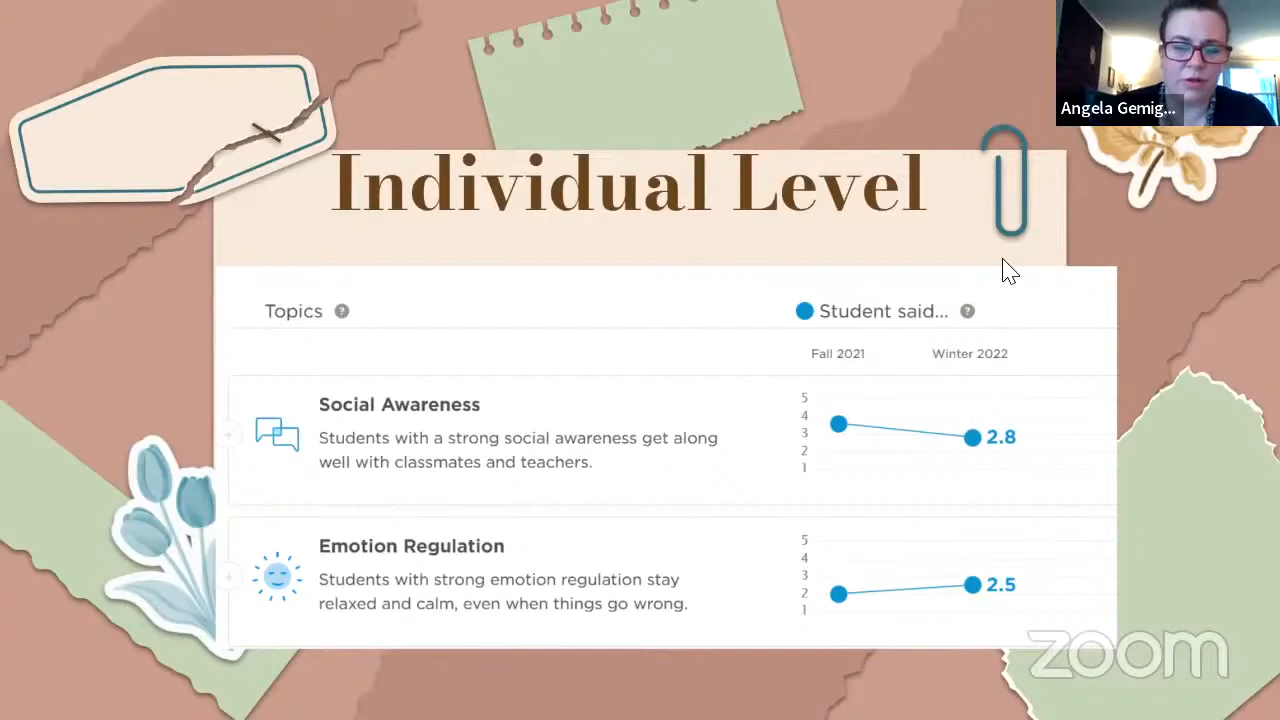 Angela Gemig...
Individual Level
Topics ?
Student said... ?
Fall 2021 Winter 2022
Social Awareness
Students with a strong social awareness get along
well with classmates and teachers.
5
4
3
2
1
2.8
Emotion Regulation
Students with strong emotion regulation stay
relaxed and calm, even when things go wrong.
5
4
3
2
1
2.5
zoom